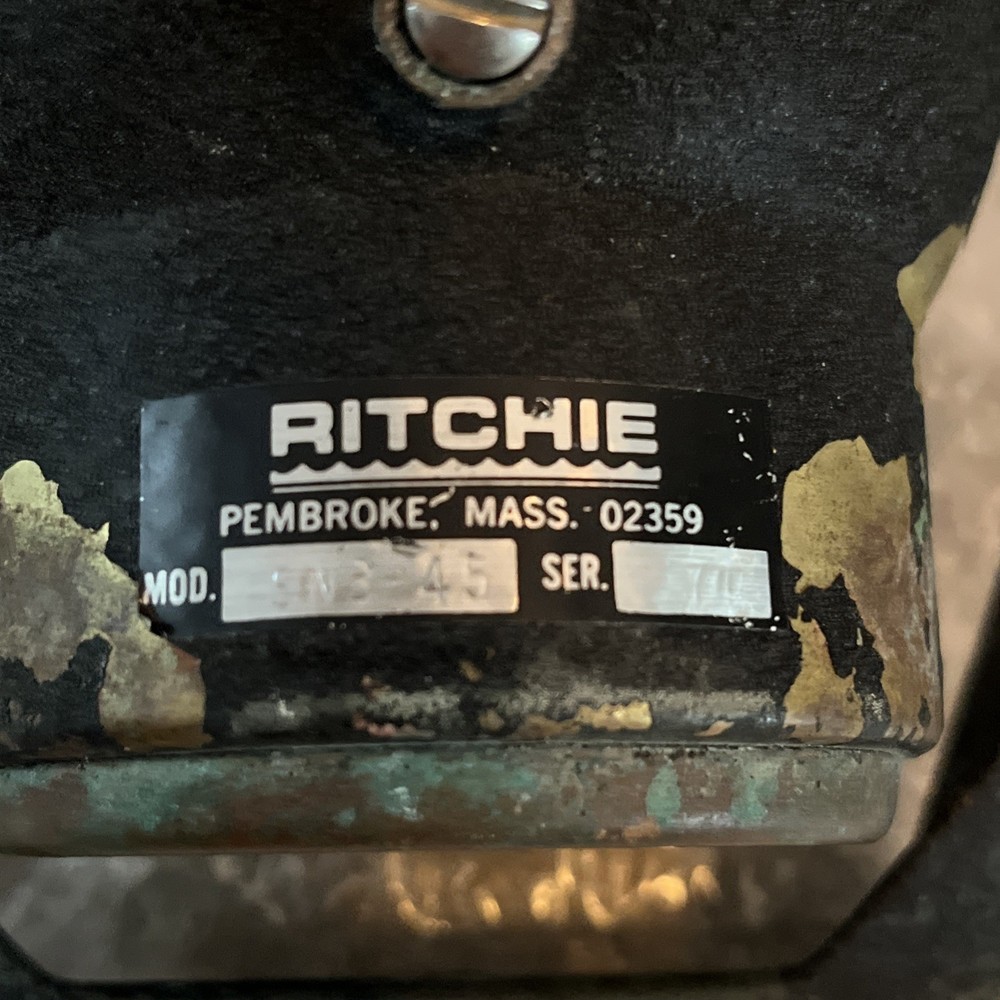 RITCHIE
PEMBROKE, MASS. 02359
MOD. SER.